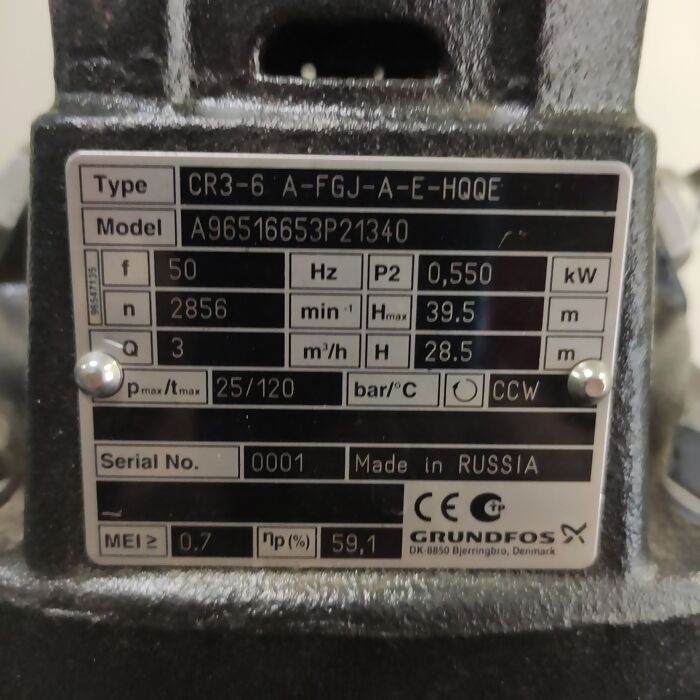 Type CR3-6 A-FGJ-A-E-HQQE
Model A96516653P21340
f 50 Hz P2 0,550 kW
96547135
n 2856 min⁻¹ Hmax 39.5 m
Q 3 m³/h H 28.5 m
pmax/tmax 25/120 bar/°C CCW
Serial No. 0001 Made in RUSSIA
CE
MEI ≥ 0.7 ηp (%) 59,1 GRUNDFOS X
DK-8850 Bjerringbro, Denmark